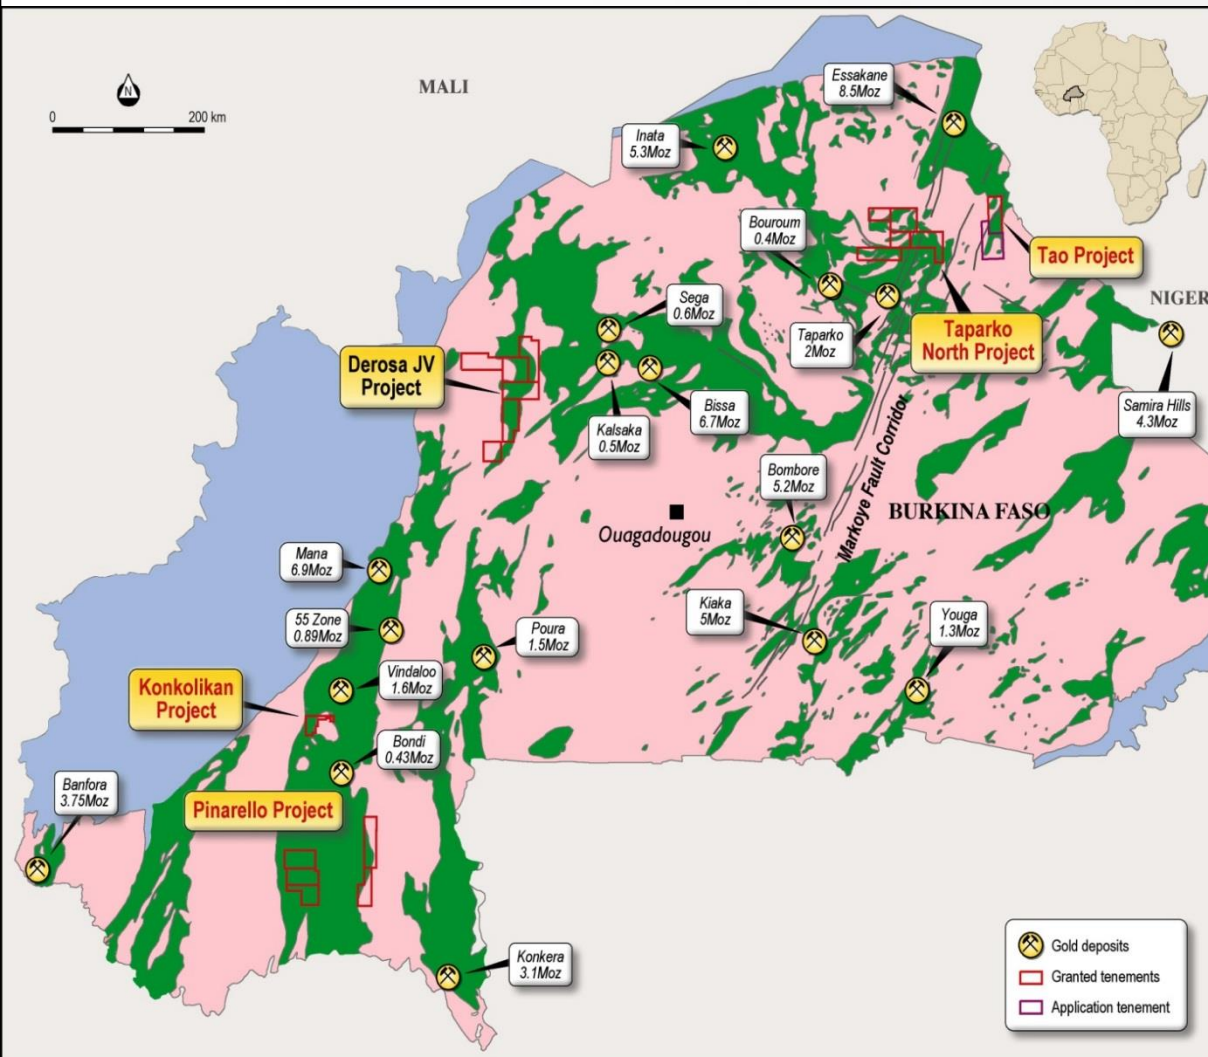 MALI
N
0 200 km
Essakane
8.5Moz
Inata
5.3Moz
Bouroum
0.4Moz
Tao Project
NIGER
Sega
0.6Moz
Taparko
2Moz
Taparko
North Project
Derosa JV
Project
Kalsaka
0.5Moz
Bissa
6.7Moz
Samira Hills
4.3Moz
Markoye Fault Corridor
Bombore
5.2Moz
BURKINA FASO
Ouagadougou
Mana
6.9Moz
55 Zone
0.89Moz
Poura
1.5Moz
Kiaka
5Moz
Youga
1.3Moz
Vindaloo
1.6Moz
Konkolikan
Project
Bondi
0.43Moz
Banfora
3.75Moz
Pinarello Project
Konkera
3.1Moz
Gold deposits
Granted tenements
Application tenement